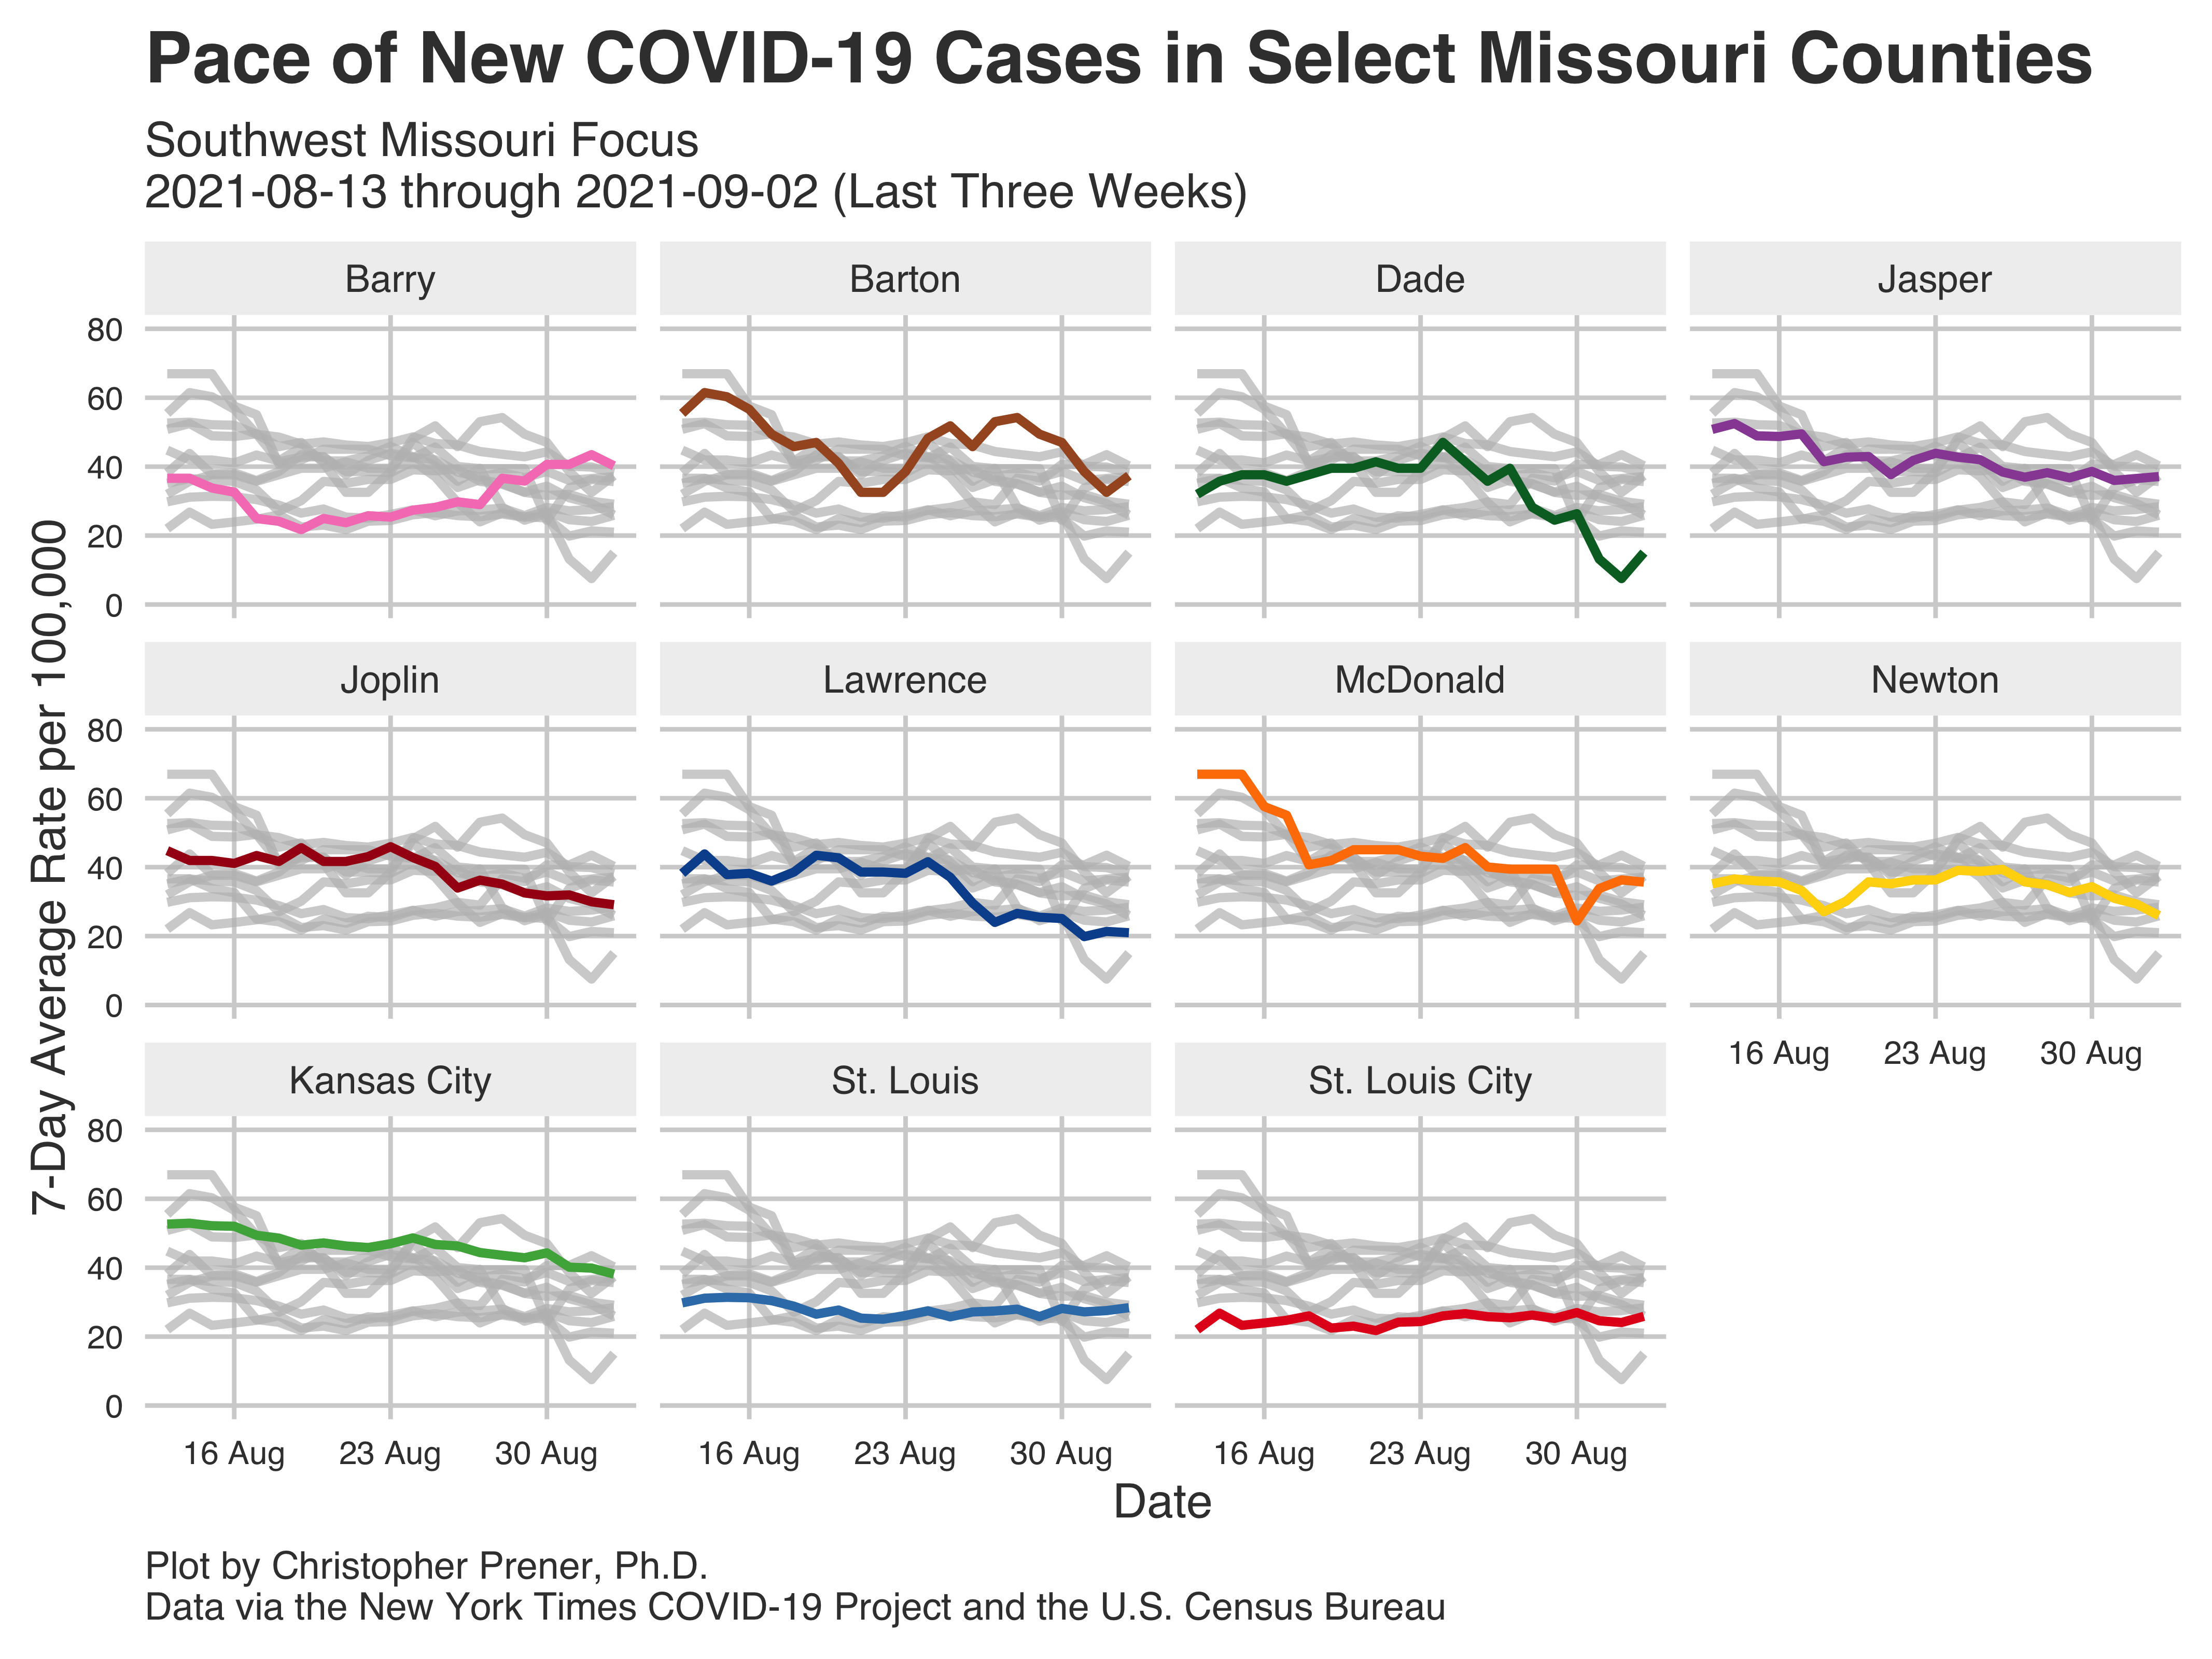 Pace of New COVID-19 Cases in Select Missouri Counties
Southwest Missouri Focus
2021-08-13 through 2021-09-02 (Last Three Weeks)
7-Day Average Rate per 100,000
Barry
Barton
Dade
Jasper
80
60
40
20
0
Joplin
Lawrence
McDonald
Newton
80
60
40
20
0
16 Aug
23 Aug
30 Aug
Kansas City
St. Louis
St. Louis City
80
60
40
20
0
16 Aug
23 Aug
30 Aug
16 Aug
23 Aug
30 Aug
16 Aug
23 Aug
30 Aug
Date
Plot by Christopher Prener, Ph.D.
Data via the New York Times COVID-19 Project and the U.S. Census Bureau